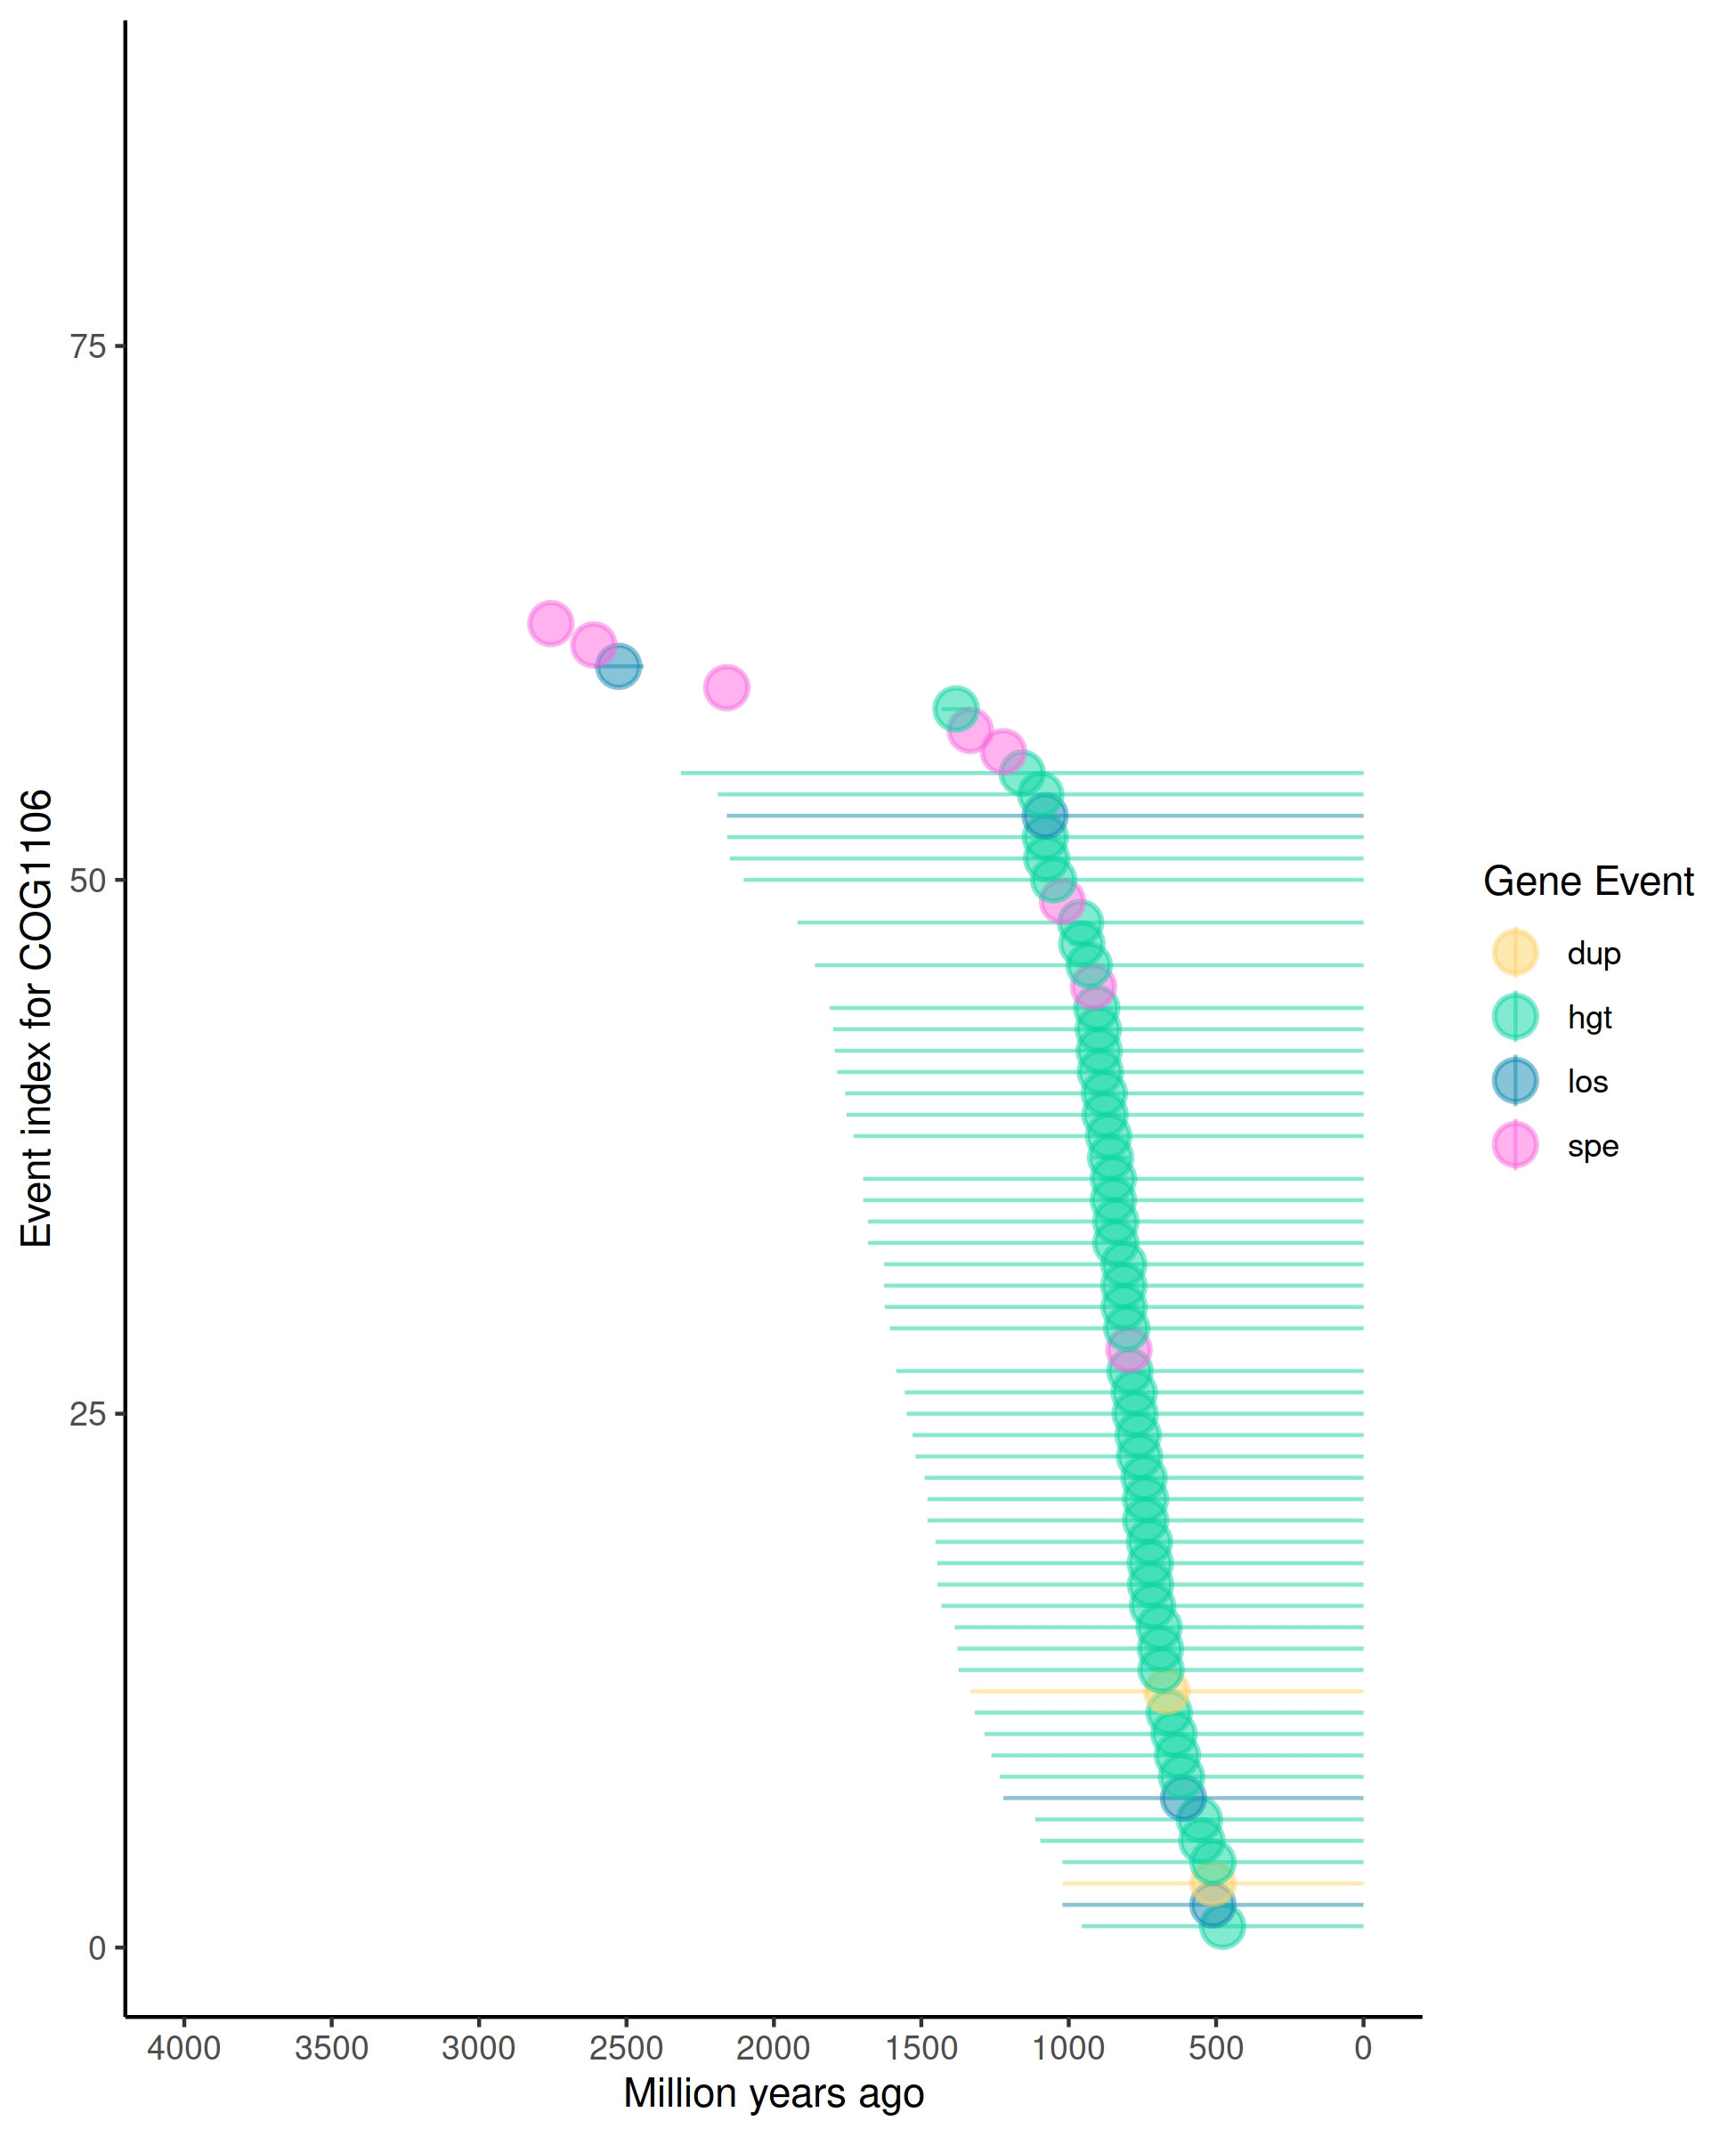 Event index for COG1106
75
50
25
0
4000 3500 3000 2500 2000 1500 1000 500 0
Million years ago
Gene Event
dup
hgt
los
spe